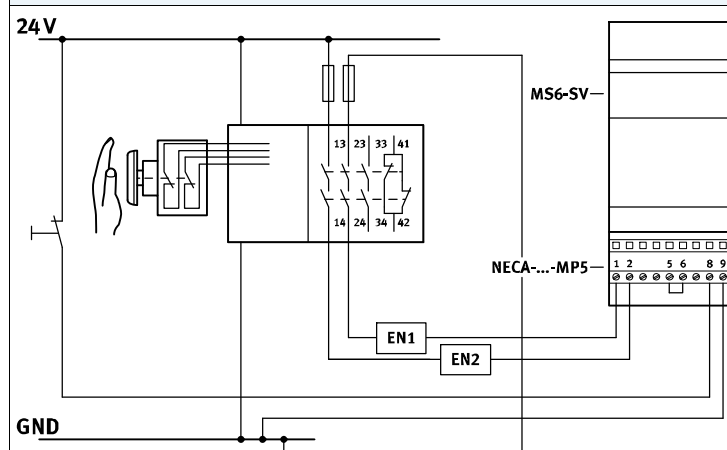 24 V
MS6-SV
13 23 33 41
14 24 34 42
NECA-...-MP5
1 2 5 6 8 9
EN1
EN2
GND